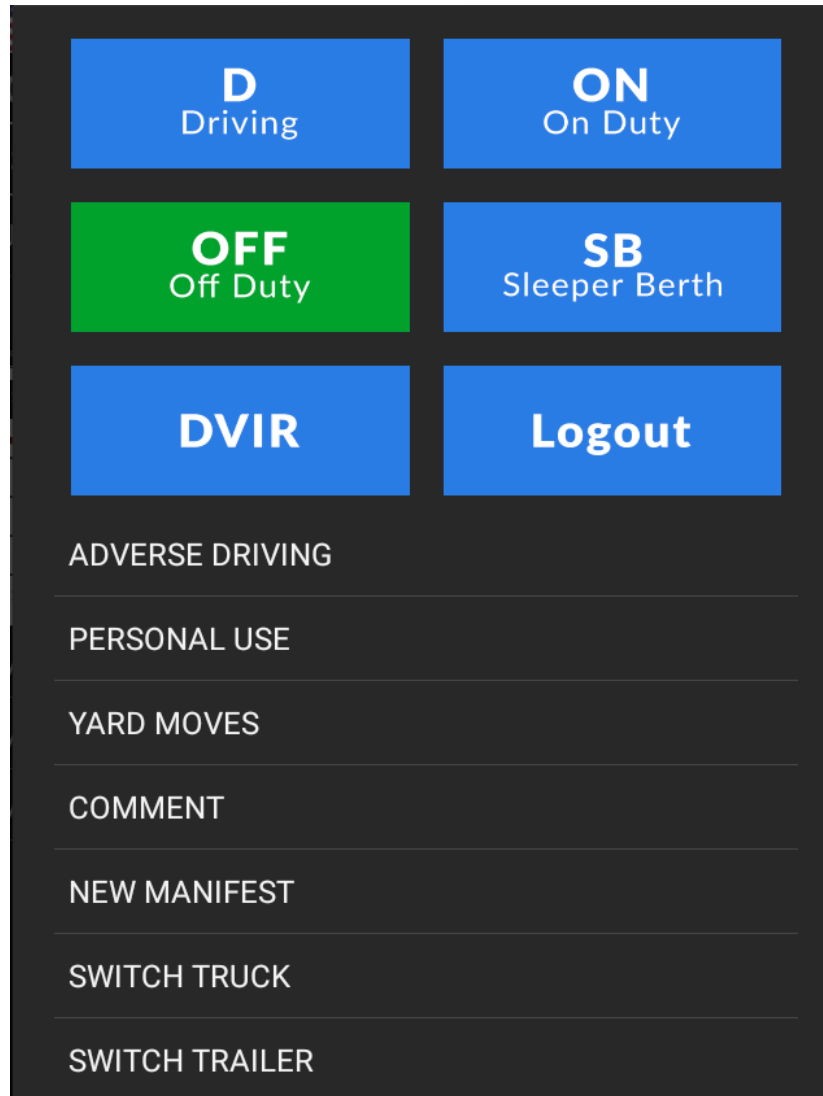 D
Driving
ON
On Duty
OFF
Off Duty
SB
Sleeper Berth
DVIR
Logout
ADVERSE DRIVING
PERSONAL USE
YARD MOVES
COMMENT
NEW MANIFEST
SWITCH TRUCK
SWITCH TRAILER